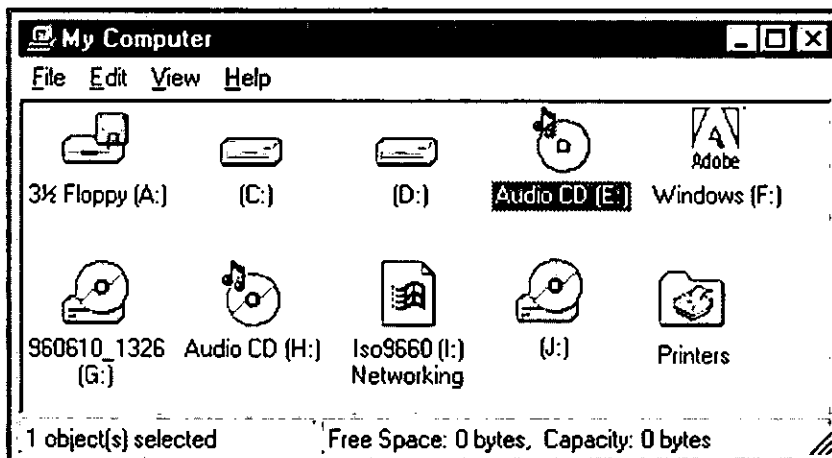 My Computer
File Edit View Help
Adobe
3½ Floppy (A:) (C:) (D:) Audio CD (E:) Windows (F:)
960610_1326 Audio CD (H:) Iso9660 (I:) (J:) Printers
(G:) Networking
1 object(s) selected Free Space: 0 bytes, Capacity: 0 bytes